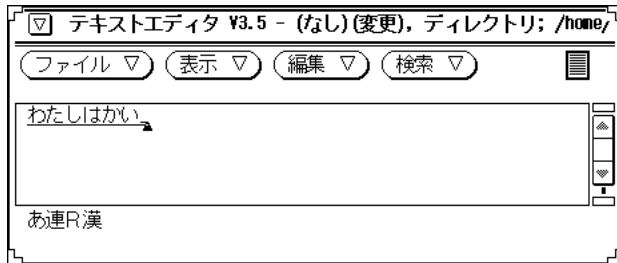 テキストエディタ V3.5 - (なし)(変更), ディレクトリ; /home/
ファイル 表示 編集 検索
わたしはかい
あ連R漢